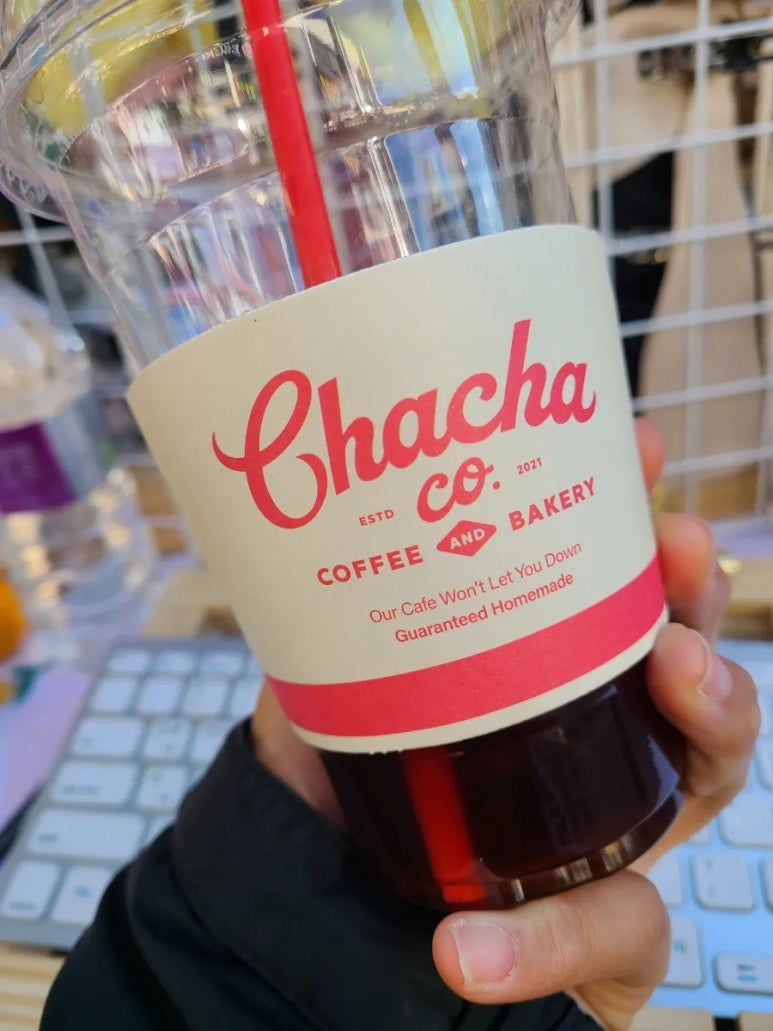 Chacha
co.
ESTD 2021
COFFEE AND BAKERY
Our Cafe Won't Let You Down
Guaranteed Homemade